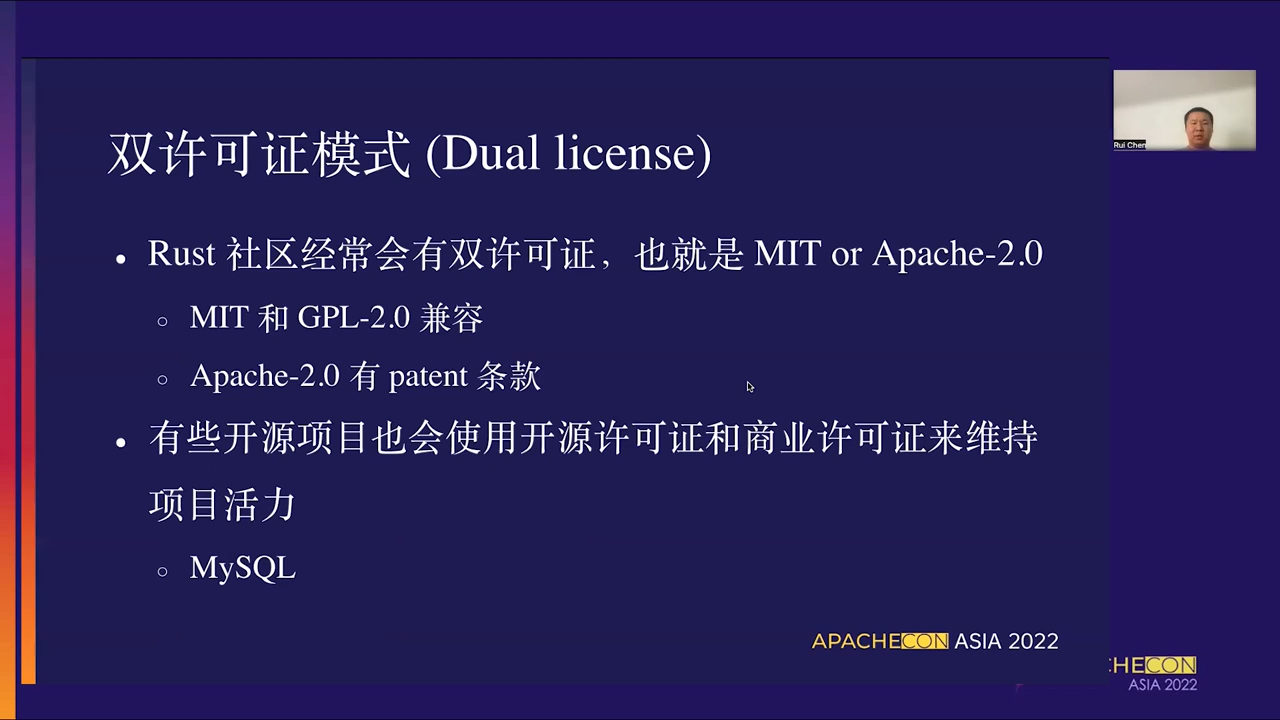 双许可证模式 (Dual license)
Rust 社区经常会有双许可证，也就是 MIT or Apache-2.0
MIT 和 GPL-2.0 兼容
Apache-2.0 有 patent 条款
有些开源项目也会使用开源许可证和商业许可证来维持
项目活力
MySQL
APACHECON ASIA 2022
Rui Chen
CHECON
ASIA 2022